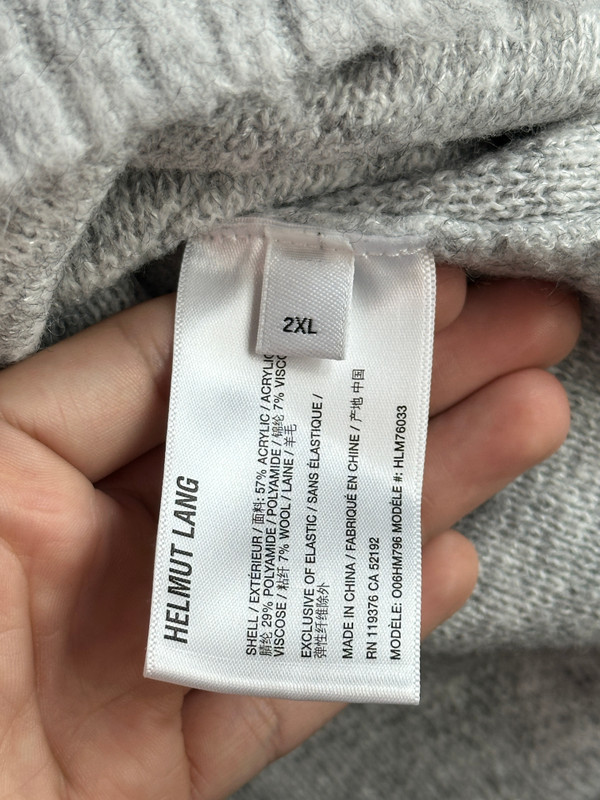 2XL
HELMUT LANG
SHELL / EXTÉRIEUR / 面料: 57% ACRYLIC / ACRYLIC
腈纶 29% POLYAMIDE / POLYAMIDE / 锦纶 7% VISCO
VISCOSE / 粘纤 7% WOOL / LAINE / 羊毛
EXCLUSIVE OF ELASTIC / SANS ÉLASTIQUE /
弹性纤维除外
MADE IN CHINA / FABRIQUÉ EN CHINE / 产地 中国
RN 119376 CA 52192
MODÈLE: O06HM796 MODÈLE #: HLM76033